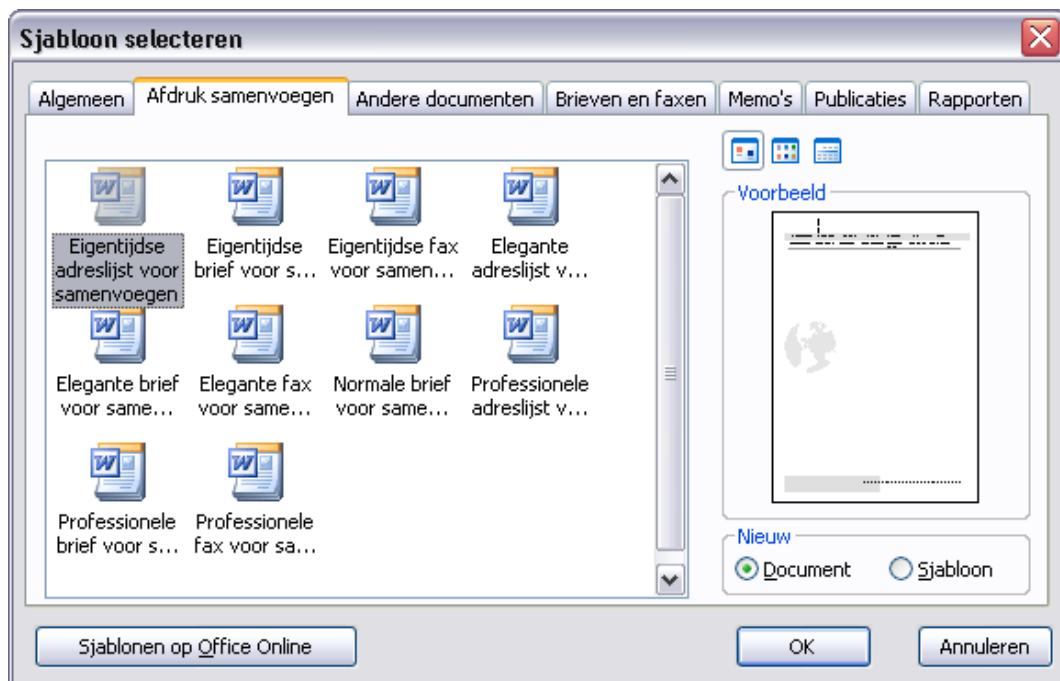 Sjabloon selecteren
Algemeen
Afdruk samenvoegen
Andere documenten
Brieven en faxen
Memo's
Publicaties
Rapporten
Eigentijdse
adreslijst voor
samenvoegen
Eigentijdse
brief voor s...
Eigentijdse fax
voor samen...
Elegante
adreslijst v...
Elegante brief
voor same...
Elegante fax
voor same...
Normale brief
voor same...
Professionele
adreslijst v...
Professionele
brief voor s...
Professionele
fax voor sa...
Voorbeeld
Nieuw
Document
Sjabloon
Sjablonen op Office Online
OK
Annuleren